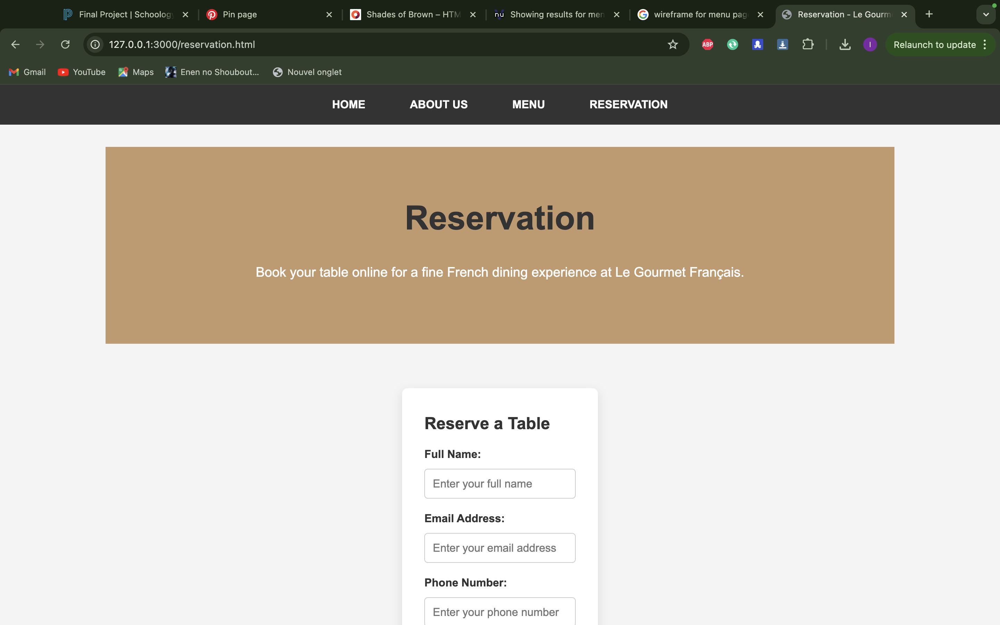 Final Project | Schoology
Pin page
Shades of Brown – HTM
nu
Showing results for men
wireframe for menu pag
Reservation - Le Gourm
127.0.0.1:3000/reservation.html
ABP
I
Relaunch to update
Gmail
YouTube
Maps
Enen no Shoubout...
Nouvel onglet
HOME
ABOUT US
MENU
RESERVATION
Reservation
Book your table online for a fine French dining experience at Le Gourmet Français.
Reserve a Table
Full Name:
Enter your full name
Email Address:
Enter your email address
Phone Number:
Enter your phone number